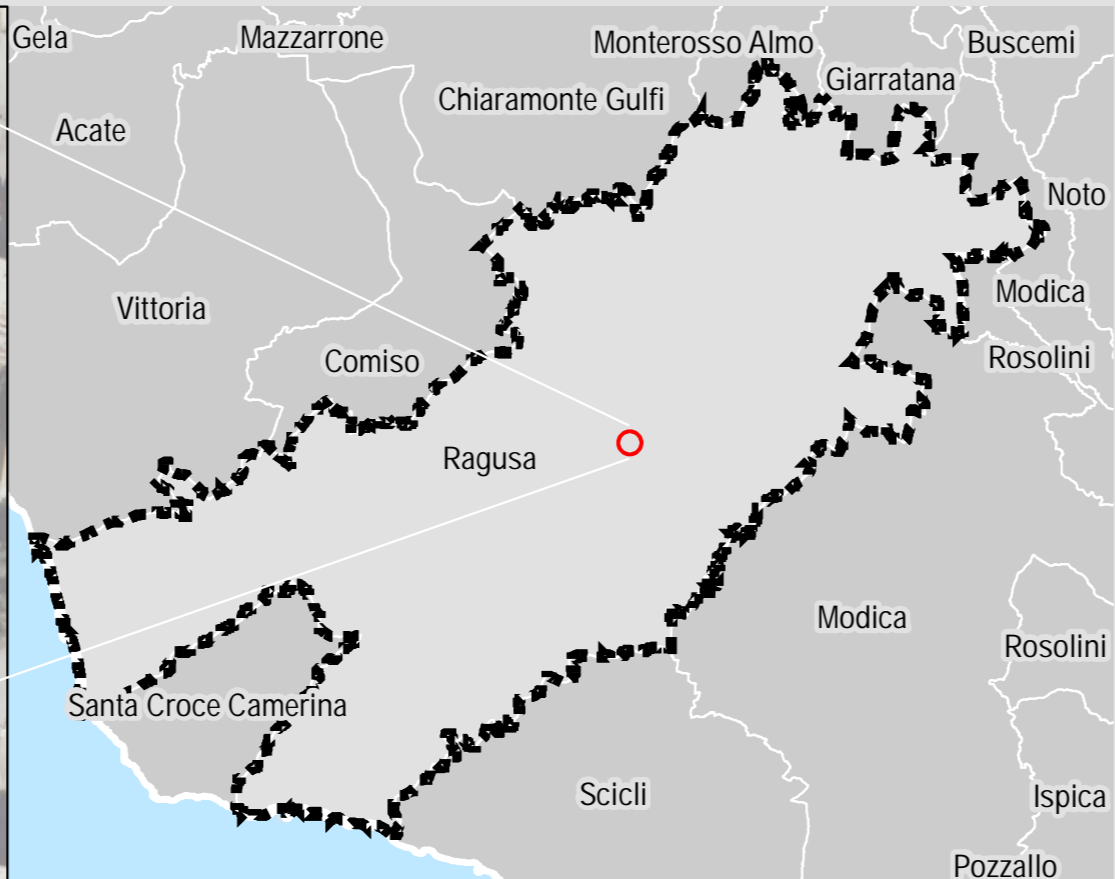 Gela
Mazzarrone
Monterosso Almo
Buscemi
Giarratana
Chiaramonte Gulfi
Acate
Noto
Modica
Vittoria
Rosolini
Comiso
Ragusa
Modica
Rosolini
Santa Croce Camerina
Scicli
Ispica
Pozzallo